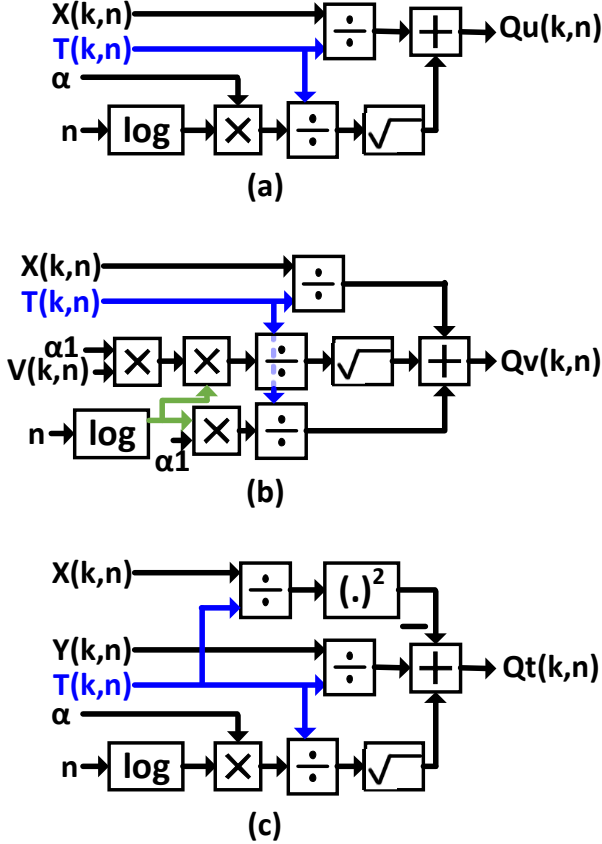 X(k,n)
÷
T(k,n)
+
Qu(k,n)
α
n
log
×
÷
√
(a)
X(k,n)
÷
T(k,n)
α1
V(k,n)
×
×
÷
√
+
Qv(k,n)
n
log
α1
×
÷
(b)
X(k,n)
÷
(.)²
Y(k,n)
÷
−
T(k,n)
+
Qt(k,n)
α
n
log
×
÷
√
(c)